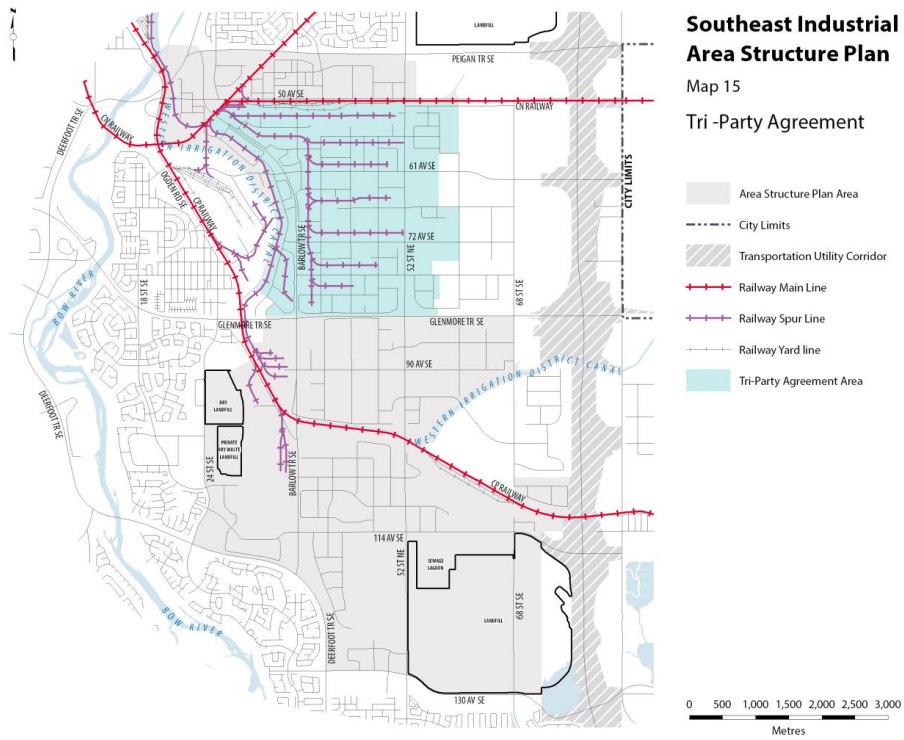 Southeast Industrial
Area Structure Plan
Map 15
Tri -Party Agreement
Area Structure Plan Area
City Limits
Transportation Utility Corridor
Railway Main Line
Railway Spur Line
Railway Yard line
Tri-Party Agreement Area
0 500 1,000 1,500 2,000 2,500 3,000
Metres
LANDFILL
PEIGAN TR SE
50 AV SE
CN RAILWAY
DEERFOOT TR SE
CN RAILWAY
WESTERN IRRIGATION DISTRICT CANAL
61 AV SE
OGDEN RD SE
CP RAILWAY
CITY LIMITS
BARLOW TR SE
72 AV SE
52 ST NE
68 ST SE
18 ST SE
BOW RIVER
GLENMORE TR SE
GLENMORE TR SE
90 AV SE
WESTERN IRRIGATION DISTRICT CANAL
DEERFOOT TR SE
DRY
LANDFILL
PRIVATE
DRY WASTE
LANDFILL
24 ST SE
BARLOW TR SE
CP RAILWAY
114 AV SE
52 ST NE
SEWAGE
LAGOON
68 ST SE
LANDFILL
BOW RIVER
DEERFOOT TR SE
130 AV SE